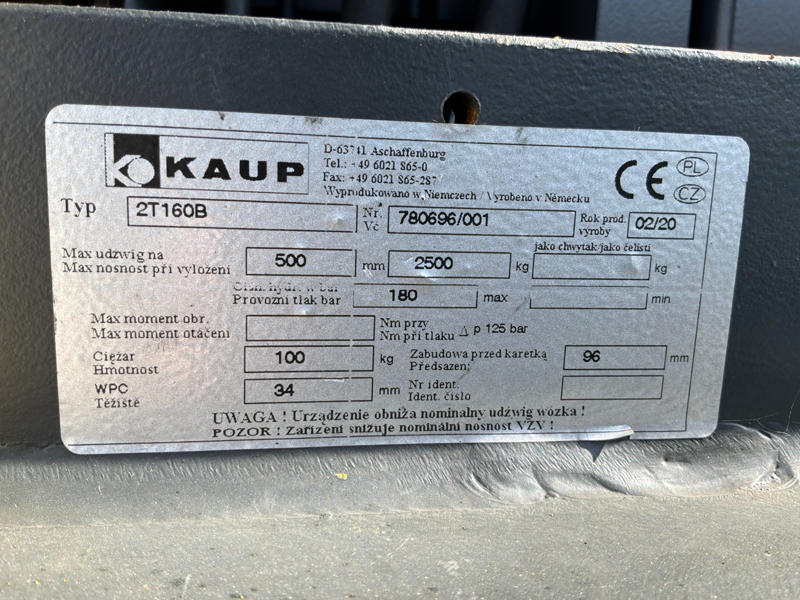 KAUP
D-63741 Aschaffenburg
Tel.: +49 6021 865-0
Fax: +49 6021 865-287
Wyprodukowano w Niemczech / Vyrobeno v Německu
CE PL
CZ
Typ 2T160B Nr. 780696/001 Rok prod. 02/20
Vč výroby
Max udźwig na 500 mm 2500 kg jako chwytak/jako čelisti kg
Max nosnost při vyložení
Provozní tlak bar 180 max min
Max moment obr. Nm przy
Max moment otáčení Nm při tlaku Δ p 125 bar
Ciężar 100 kg Zabudowa przed karetką 96 mm
Hmotnost Předsazení
WPC 34 mm Nr ident.
Těžiště Ident. číslo
UWAGA ! Urządzenie obniża nominalny udźwig wózka !
POZOR ! Zařízení snižuje nominální nosnost VZV !